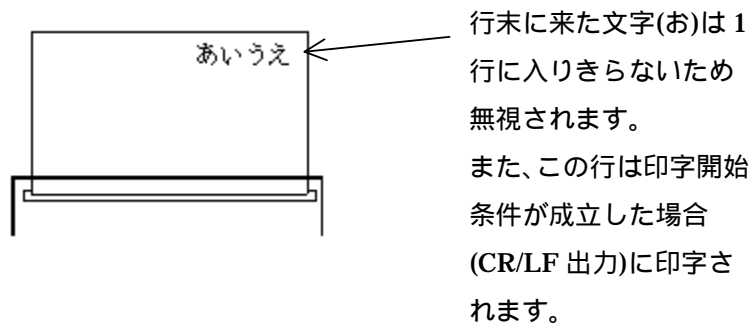 あいうえ
行末に来た文字(お)は 1
行に入りきらないため
無視されます。
また、この行は印字開始
条件が成立した場合
(CR/LF 出力)に印字さ
れます。